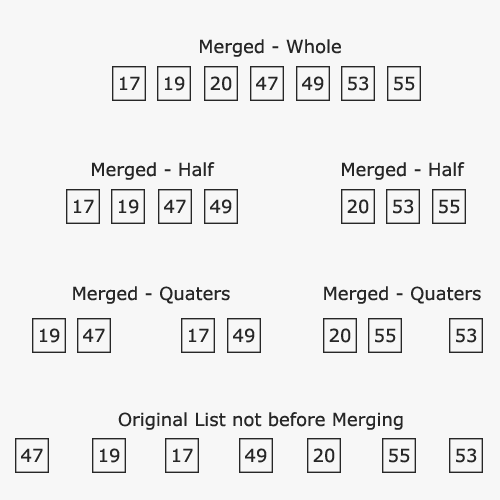 Merged - Whole
17 19 20 47 49 53 55
Merged - Half Merged - Half
17 19 47 49 20 53 55
Merged - Quaters Merged - Quaters
19 47 17 49 20 55 53
Original List not before Merging
47 19 17 49 20 55 53